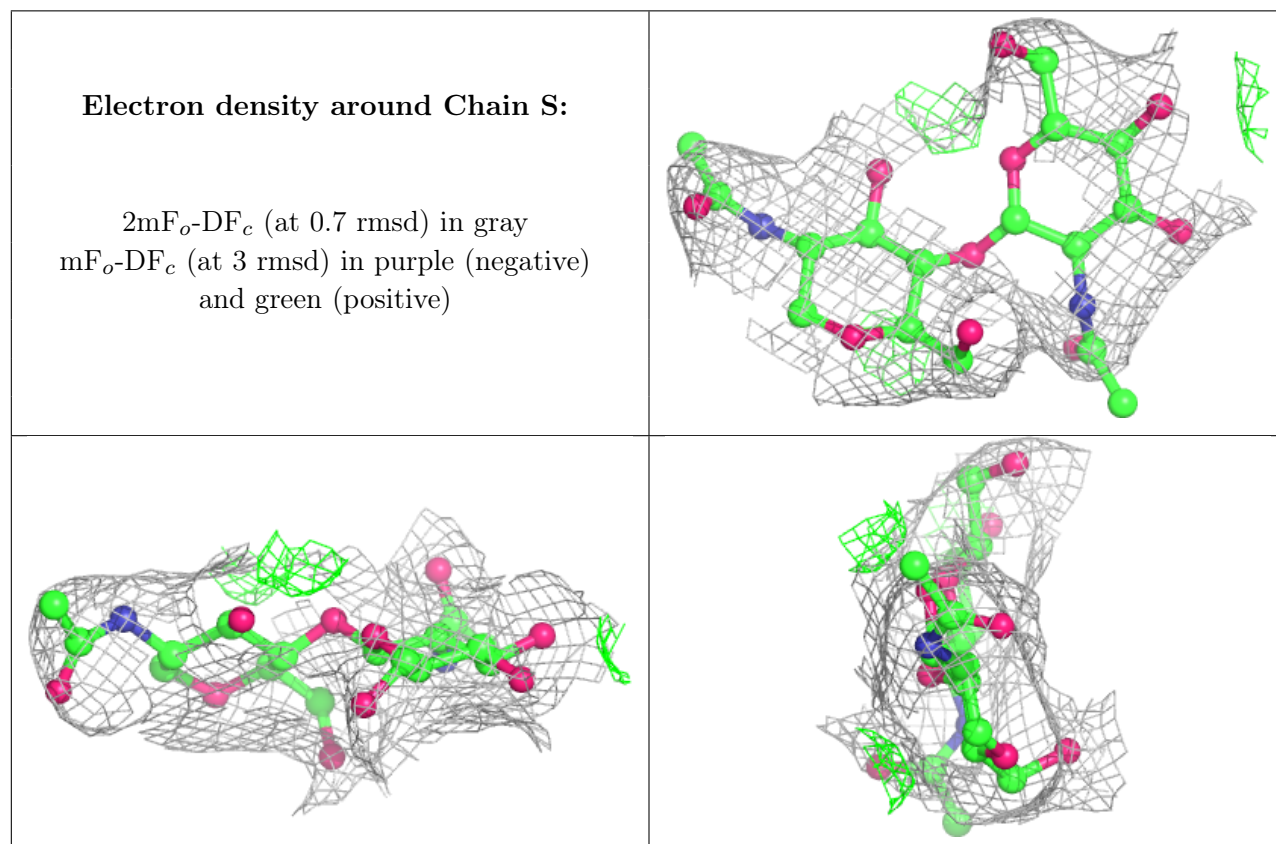 Electron density around Chain S:
2mFo-DFc (at 0.7 rmsd) in gray
mFo-DFc (at 3 rmsd) in purple (negative)
and green (positive)